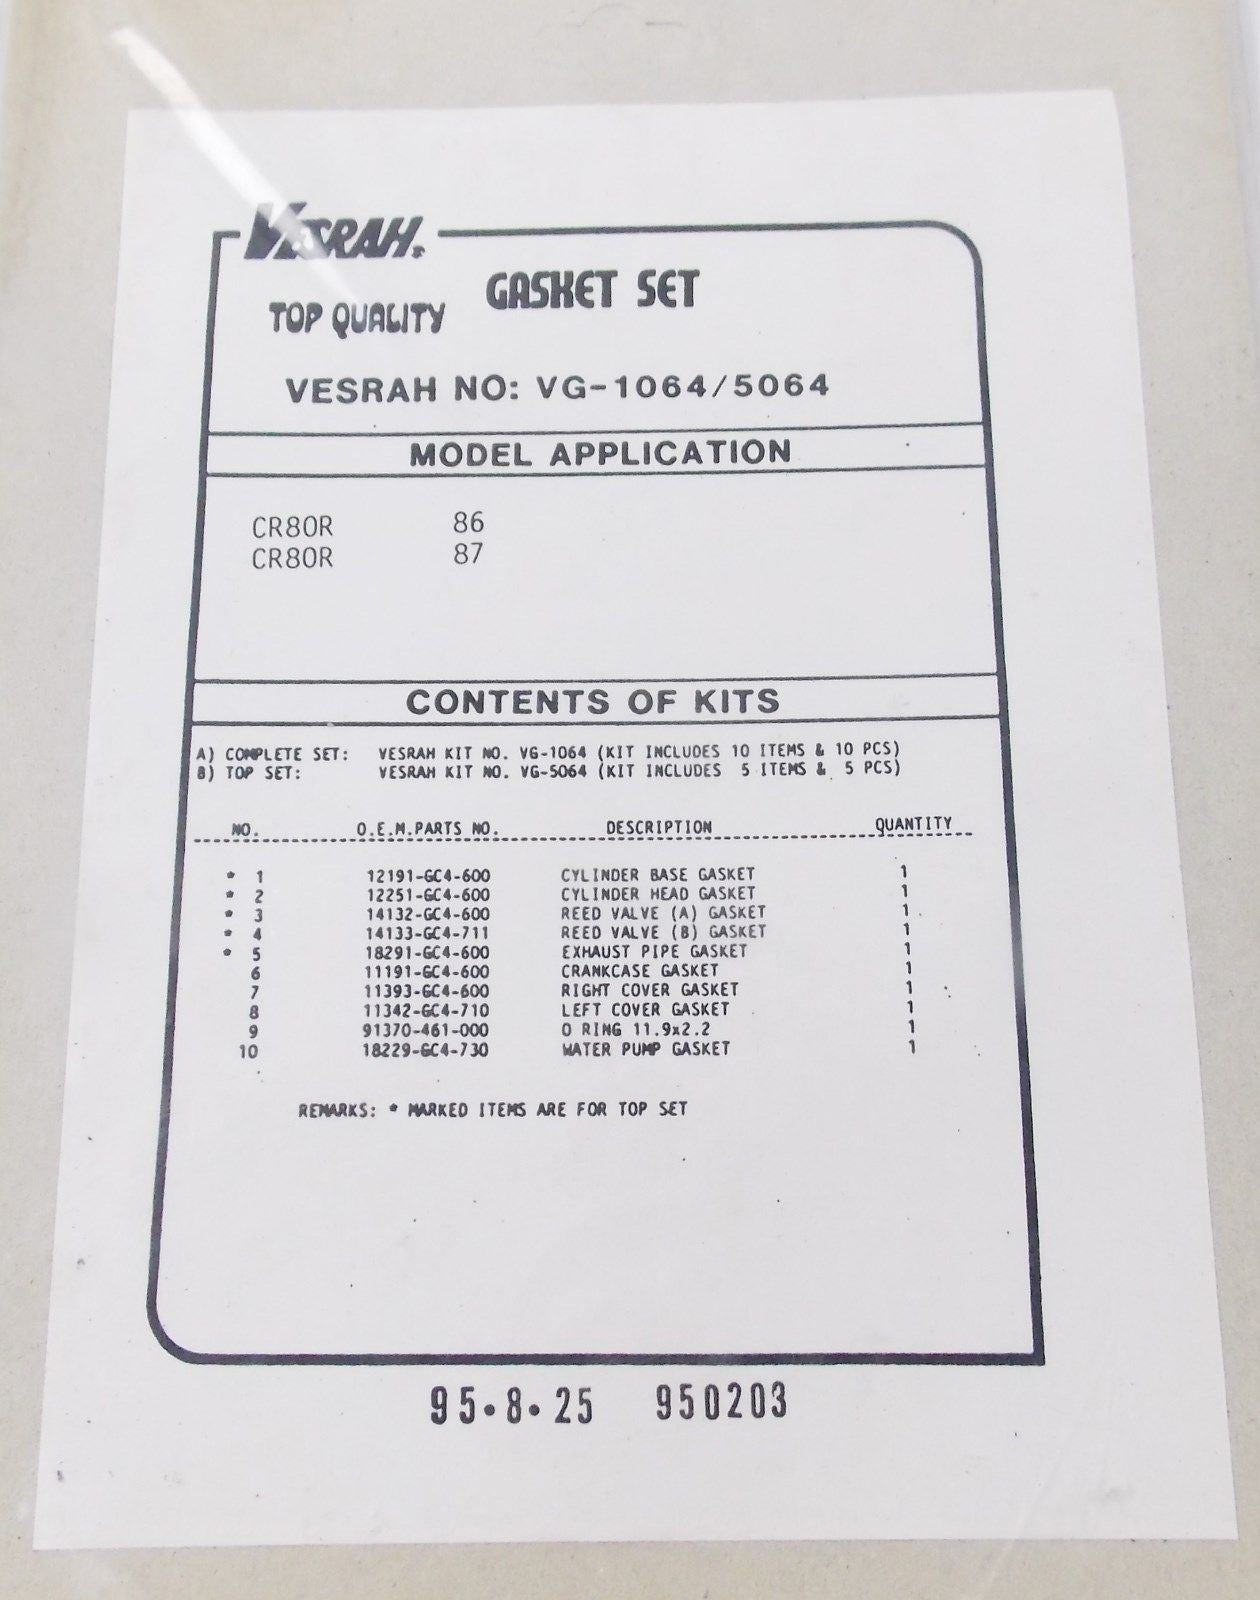 VESRAH®
GASKET SET
TOP QUALITY
VESRAH NO: VG-1064/5064
MODEL APPLICATION
CR80R 86
CR80R 87
CONTENTS OF KITS
A) COMPLETE SET: VESRAH KIT NO. VG-1064 (KIT INCLUDES 10 ITEMS & 10 PCS)
B) TOP SET: VESRAH KIT NO. VG-5064 (KIT INCLUDES 5 ITEMS & 5 PCS)
NO. O.E.M.PARTS NO. DESCRIPTION QUANTITY
* 1 12191-GC4-600 CYLINDER BASE GASKET 1
* 2 12251-GC4-600 CYLINDER HEAD GASKET 1
* 3 14132-GC4-600 REED VALVE (A) GASKET 1
* 4 14133-GC4-711 REED VALVE (B) GASKET 1
* 5 18291-GC4-600 EXHAUST PIPE GASKET 1
6 11191-GC4-600 CRANKCASE GASKET 1
7 11393-GC4-600 RIGHT COVER GASKET 1
8 11342-GC4-710 LEFT COVER GASKET 1
9 91370-461-000 O RING 11.9x2.2 1
10 18229-GC4-730 WATER PUMP GASKET 1
REMARKS: * MARKED ITEMS ARE FOR TOP SET
95·8·25 950203